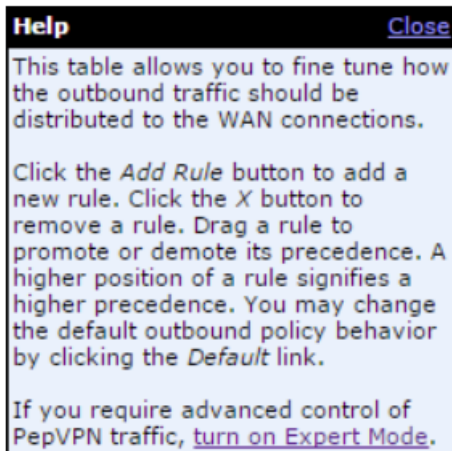 Help Close
This table allows you to fine tune how
the outbound traffic should be
distributed to the WAN connections.
Click the Add Rule button to add a
new rule. Click the X button to
remove a rule. Drag a rule to
promote or demote its precedence. A
higher position of a rule signifies a
higher precedence. You may change
the default outbound policy behavior
by clicking the Default link.
If you require advanced control of
PepVPN traffic, turn on Expert Mode.